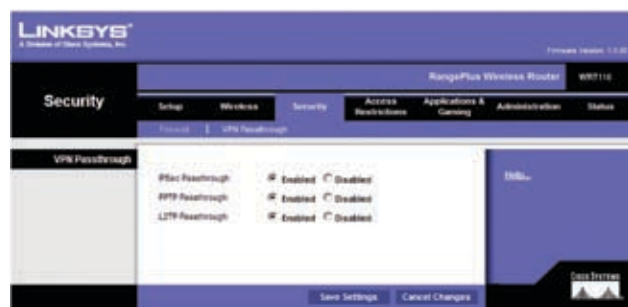 LINKSYS®
A Division of Cisco Systems, Inc.
RangePlus Wireless Router WRT110
Security
Setup Wireless Security Access Restrictions Applications & Gaming Administration Status
Firewall | VPN Passthrough
VPN Passthrough
IPSec Passthrough Enabled Disabled
PPTP Passthrough Enabled Disabled
L2TP Passthrough Enabled Disabled
Help...
Save Settings Cancel Changes
CISCO SYSTEMS